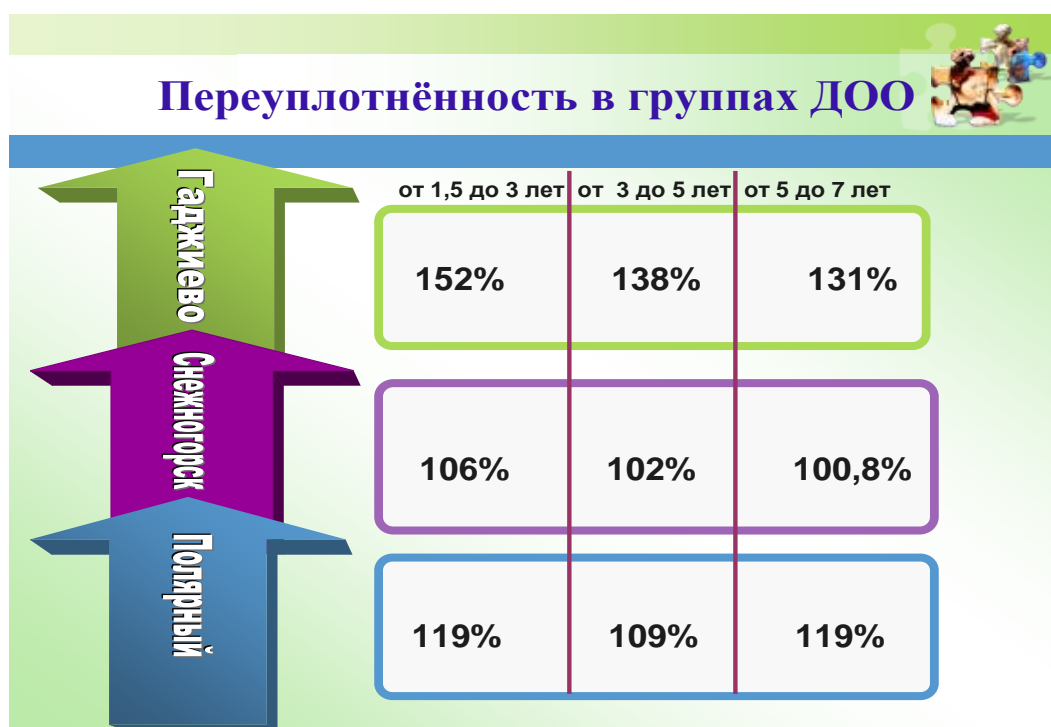 Переуплотнённость в группах ДОО
от 1,5 до 3 лет от 3 до 5 лет от 5 до 7 лет
Гаджиево
152% 138% 131%
Снежногорск
106% 102% 100,8%
Полярный
119% 109% 119%